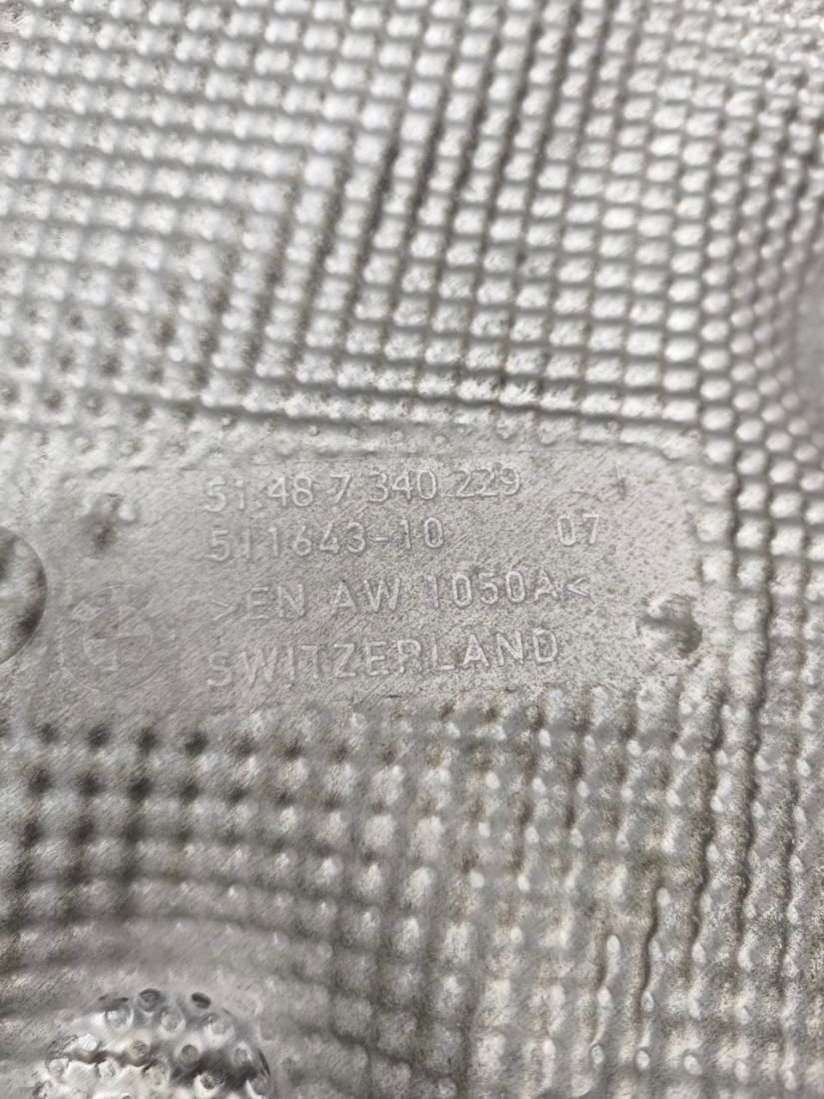 51.48 7 340 229
511643-10 07
>EN AW 1050A<
SWITZERLAND